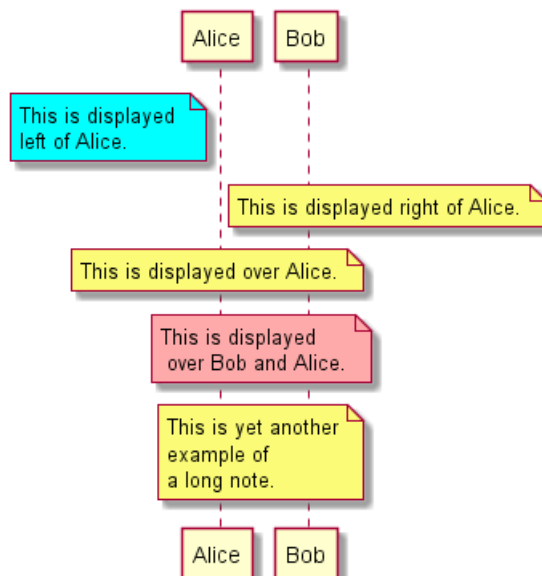 Alice Bob
This is displayed
left of Alice.
This is displayed right of Alice.
This is displayed over Alice.
This is displayed
over Bob and Alice.
This is yet another
example of
a long note.
Alice Bob